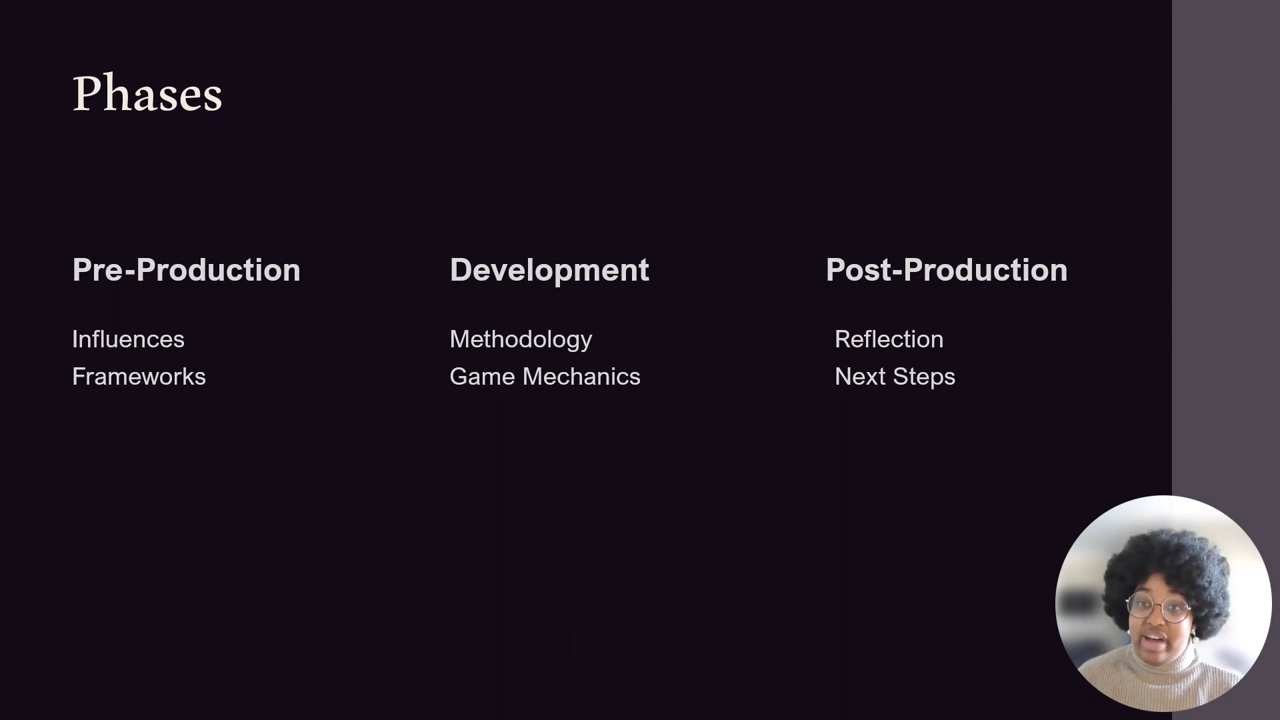 Phases
Pre-Production
Influences
Frameworks
Development
Methodology
Game Mechanics
Post-Production
Reflection
Next Steps